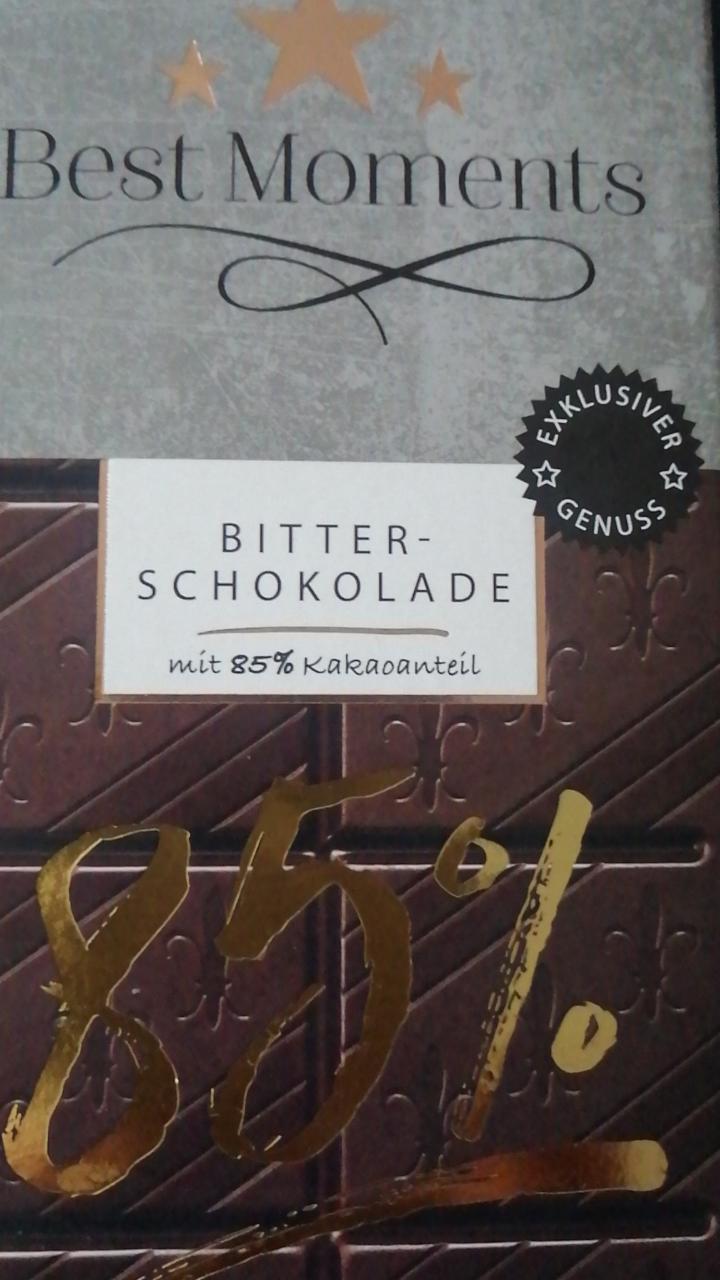 Best Moments
EXKLUSIVER
GENUSS
BITTER-
SCHOKOLADE
mit 85% Kakaoanteil
85%